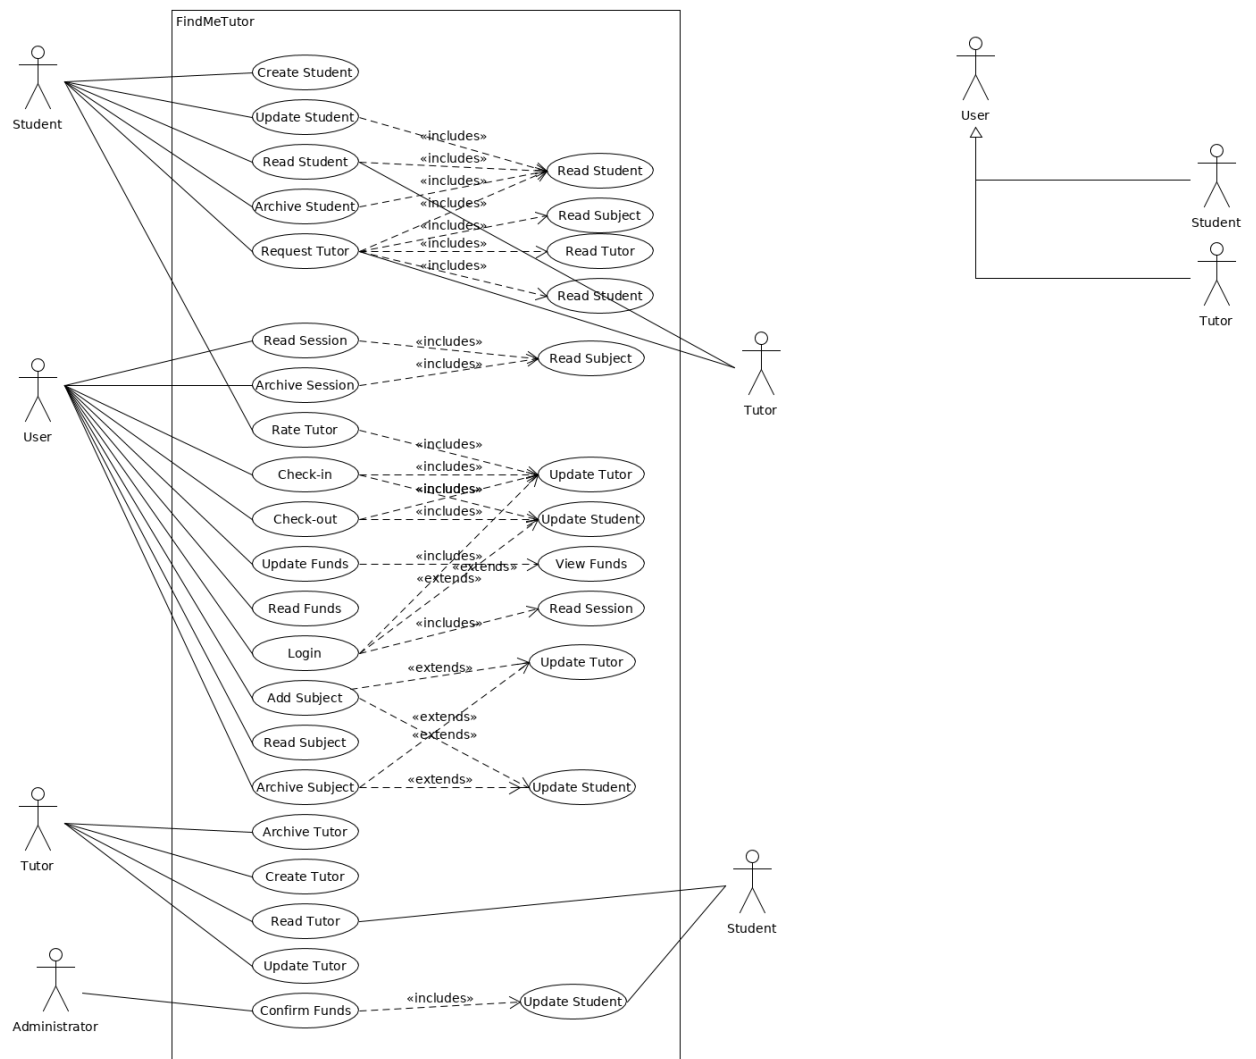 FindMeTutor
Student
Create Student
Update Student
Read Student
Archive Student
Request Tutor
«includes»
«includes»
«includes»
«includes»
«includes»
«includes»
«includes»
Read Student
Read Subject
Read Tutor
Read Student
User
Read Session
Archive Session
Rate Tutor
Check-in
Check-out
Update Funds
Read Funds
Login
Add Subject
Read Subject
Archive Subject
«includes»
«includes»
Read Subject
«includes»
«includes»
«includes»
«includes»
«includes»
«extends»
«extends»
«includes»
Update Tutor
Update Student
View Funds
Read Session
«extends»
«extends»
«extends»
«extends»
Update Tutor
Update Student
Tutor
Archive Tutor
Create Tutor
Read Tutor
Update Tutor
Administrator
Confirm Funds
«includes»
Update Student
Tutor
Student
User
Student
Tutor